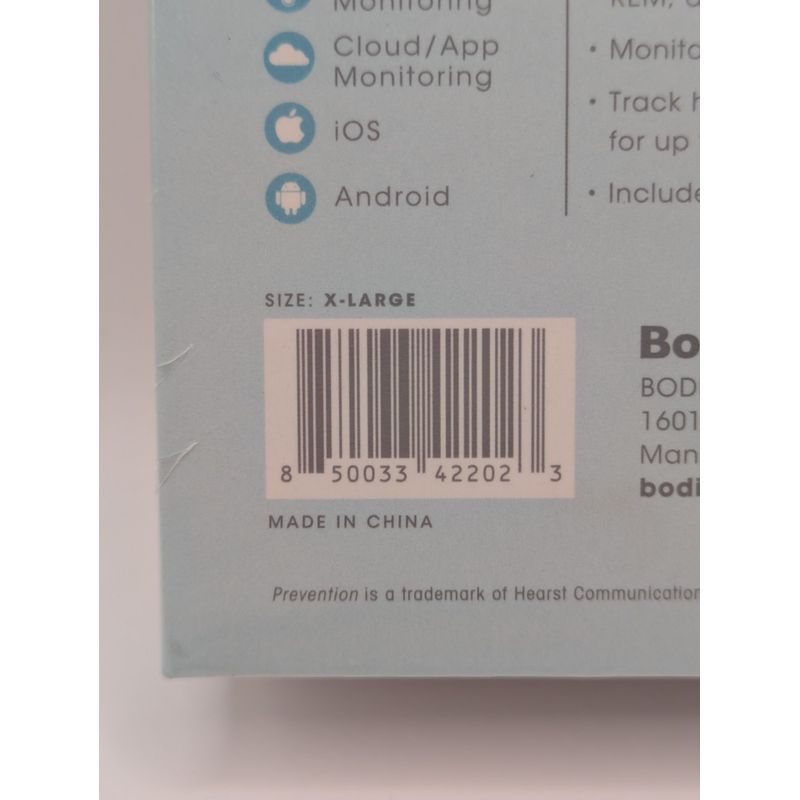 Monitoring
Cloud/App
Monitoring
iOS
Android
REM,
• Monito
• Track h
for up
• Include
SIZE: X-LARGE
8 50033 42202 3
MADE IN CHINA
Bo
BOD
1601
Man
bodi
Prevention is a trademark of Hearst Communication